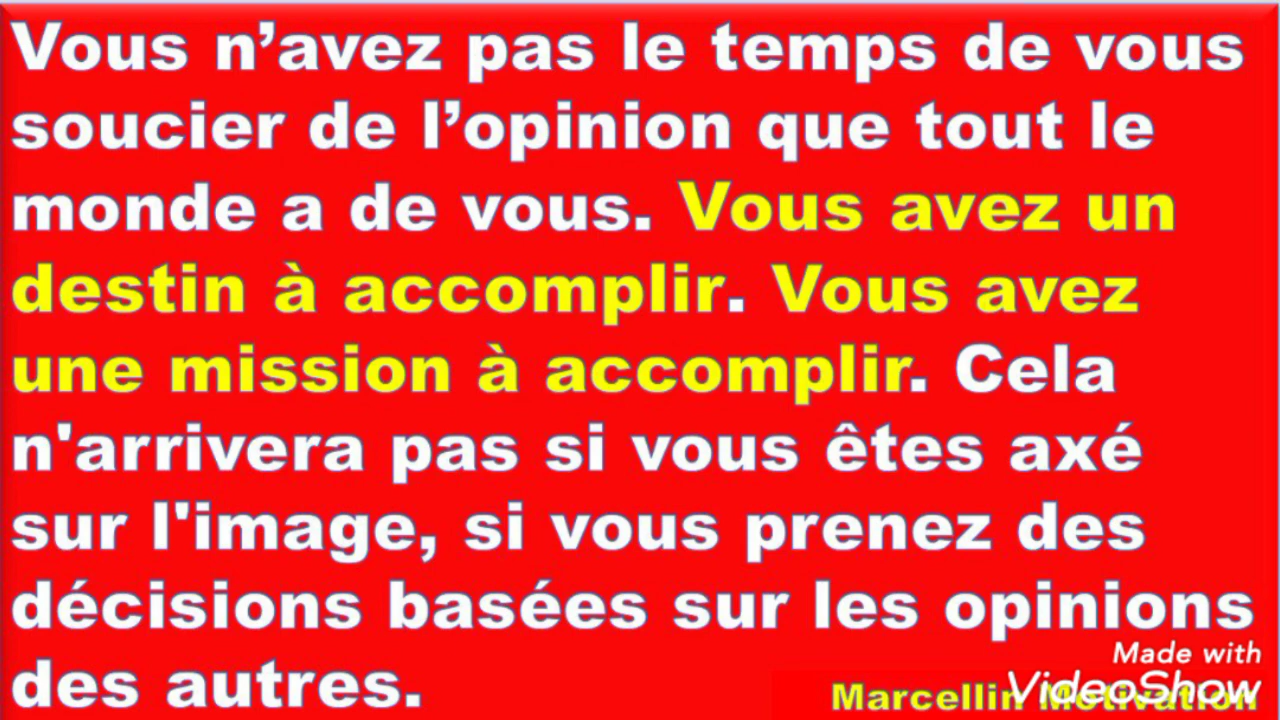 Vous n’avez pas le temps de vous
soucier de l’opinion que tout le
monde a de vous. Vous avez un
destin à accomplir. Vous avez
une mission à accomplir. Cela
n'arrivera pas si vous êtes axé
sur l'image, si vous prenez des
décisions basées sur les opinions
des autres.
Made with
VideoShow
Marcellin Motivation